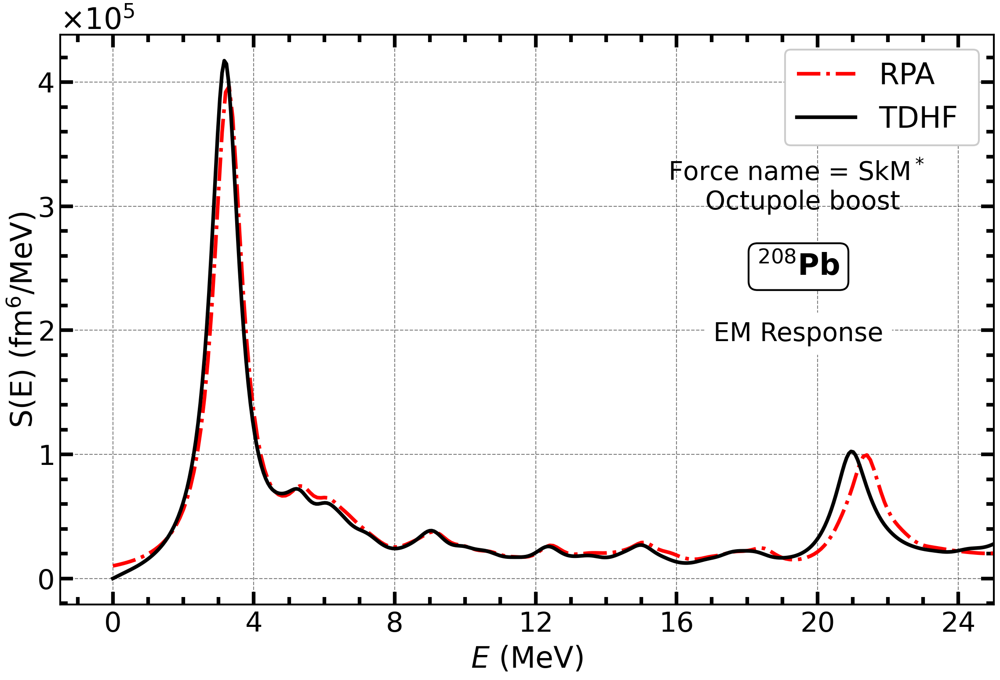 ×10⁵
RPA
TDHF
Force name = SkM*
Octupole boost
²⁰⁸Pb
EM Response
S(E) (fm⁶/MeV)
4
3
2
1
0
0 4 8 12 16 20 24
E (MeV)